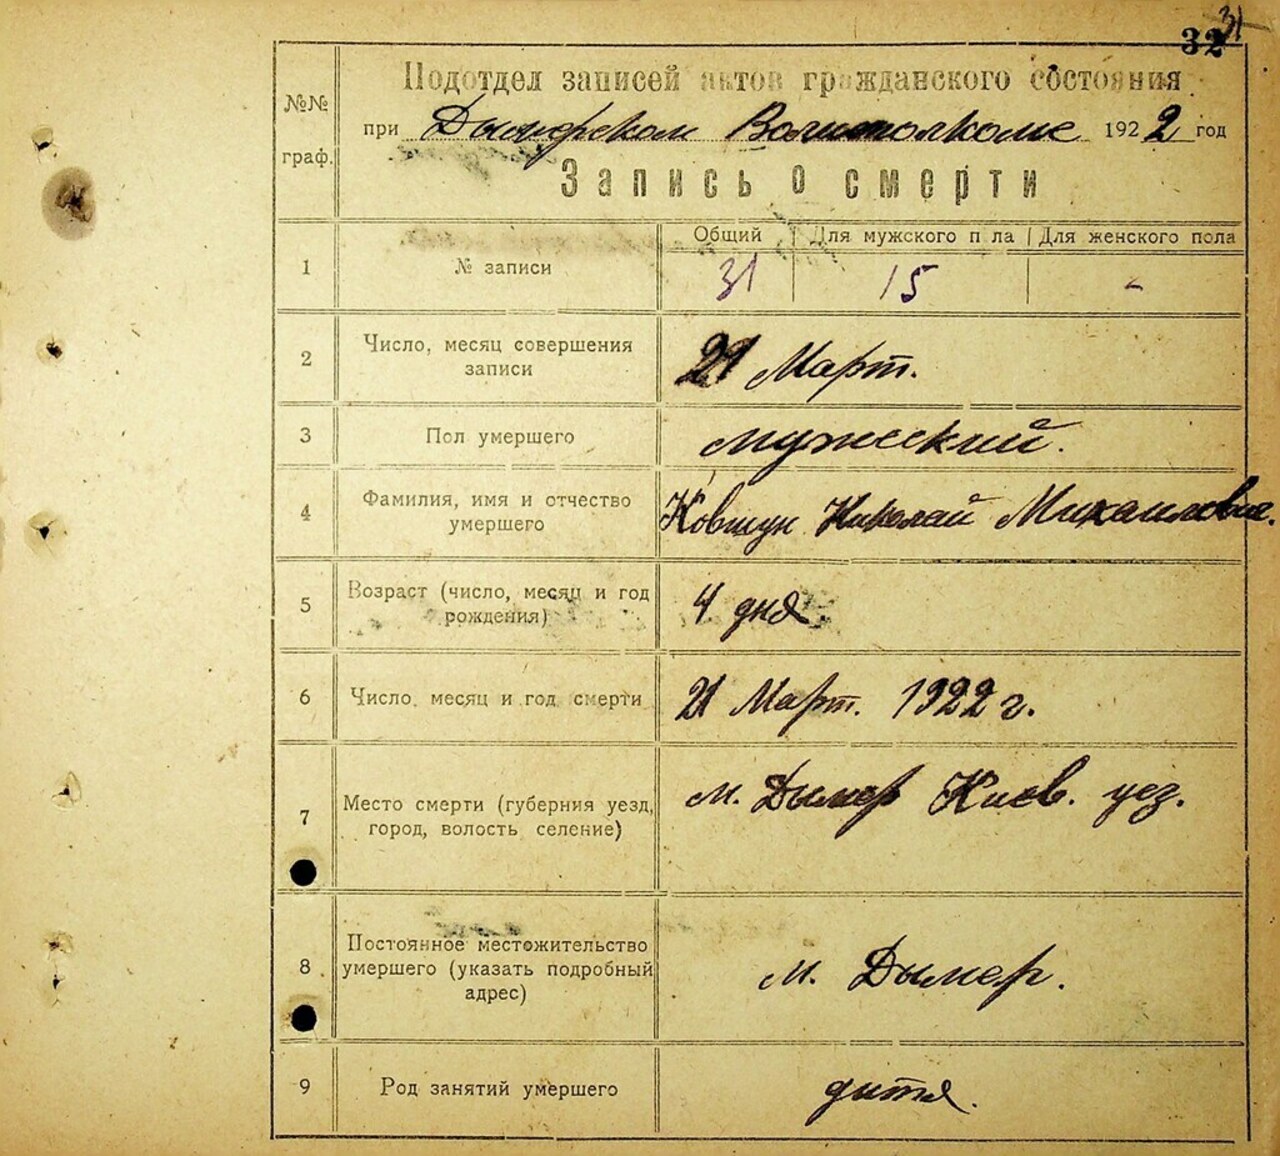 31
32
Подотдел записей актов гражданского состояния
№№ граф.
при Дымерском Волисполкоме 1922 год
Запись о смерти
Общий Для мужского пола Для женского пола
1 № записи 31 15 -
2 Число, месяц совершения записи 21 Март.
3 Пол умершего мужеский.
4 Фамилия, имя и отчество умершего Ковтун Николай Михаилович.
5 Возраст (число, месяц и год рождения) 4 дня.
6 Число, месяц и год смерти 21 Март. 1922 г.
7 Место смерти (губерния уезд, город, волость селение) м. Дымер Киев. уез.
8 Постоянное местожительство умершего (указать подробный адрес) м. Дымер.
9 Род занятий умершего дитя.